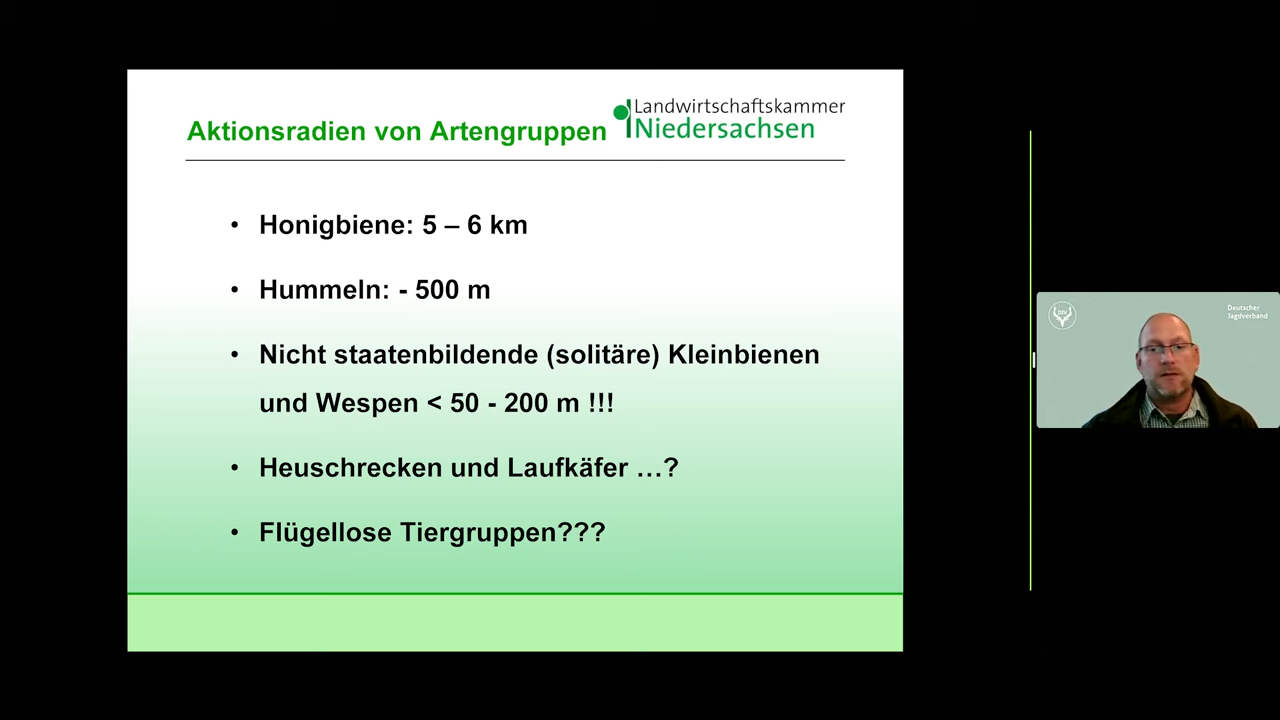 Aktionsradien von Artengruppen
Landwirtschaftskammer
Niedersachsen
• Honigbiene: 5 – 6 km
• Hummeln: - 500 m
• Nicht staatenbildende (solitäre) Kleinbienen
und Wespen < 50 - 200 m !!!
• Heuschrecken und Laufkäfer …?
• Flügellose Tiergruppen???
DJV
Deutscher
Jagdverband